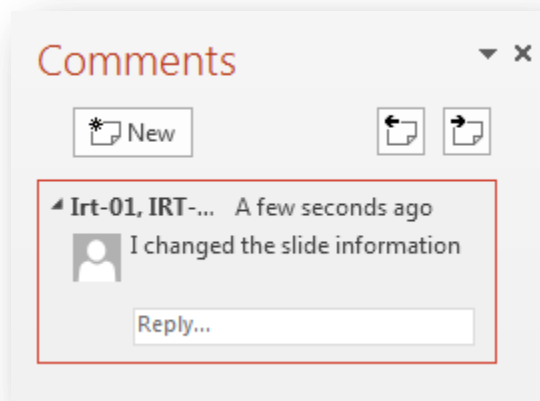 Comments
New
Irt-01, IRT-... A few seconds ago
I changed the slide information
Reply...